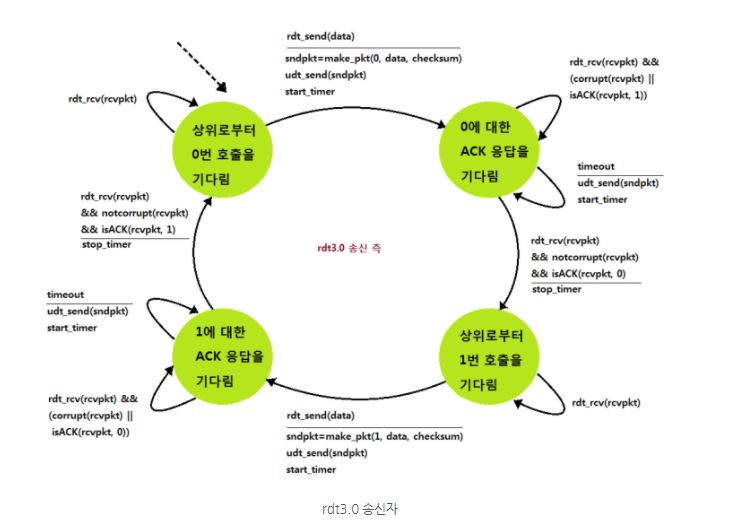 rdt_send(data)
sndpkt=make_pkt(0, data, checksum)
udt_send(sndpkt)
start_timer
rdt_rcv(rcvpkt) &&
(corrupt(rcvpkt) ||
isACK(rcvpkt, 1))
rdt_rcv(rcvpkt)
상위로부터
0번 호출을
기다림
0에 대한
ACK 응답을
기다림
timeout
udt_send(sndpkt)
start_timer
rdt_rcv(rcvpkt)
&& notcorrupt(rcvpkt)
&& isACK(rcvpkt, 1)
stop_timer
rdt3.0 송신 측
rdt_rcv(rcvpkt)
&& notcorrupt(rcvpkt)
&& isACK(rcvpkt, 0)
stop_timer
timeout
udt_send(sndpkt)
start_timer
1에 대한
ACK 응답을
기다림
상위로부터
1번 호출을
기다림
rdt_rcv(rcvpkt) &&
(corrupt(rcvpkt) ||
isACK(rcvpkt, 0))
rdt_rcv(rcvpkt)
rdt_send(data)
sndpkt=make_pkt(1, data, checksum)
udt_send(sndpkt)
start_timer
rdt3.0 송신자